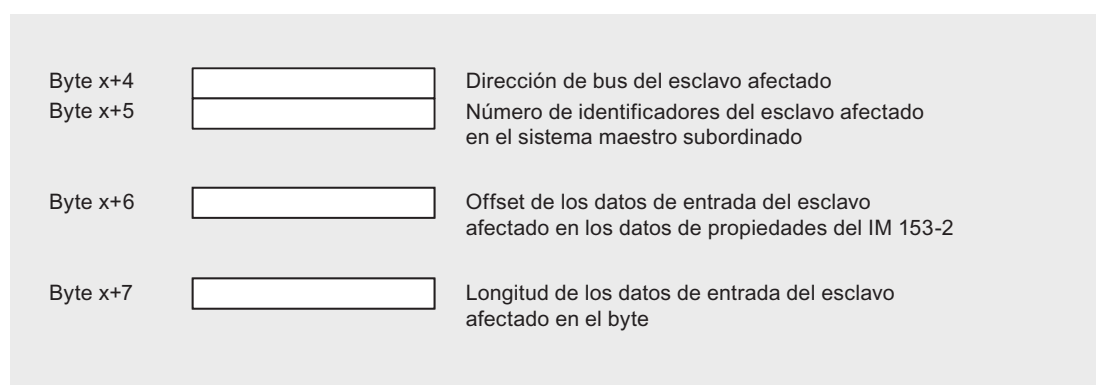 Byte x+4 Dirección de bus del esclavo afectado
Byte x+5 Número de identificadores del esclavo afectado
en el sistema maestro subordinado
Byte x+6 Offset de los datos de entrada del esclavo
afectado en los datos de propiedades del IM 153-2
Byte x+7 Longitud de los datos de entrada del esclavo
afectado en el byte